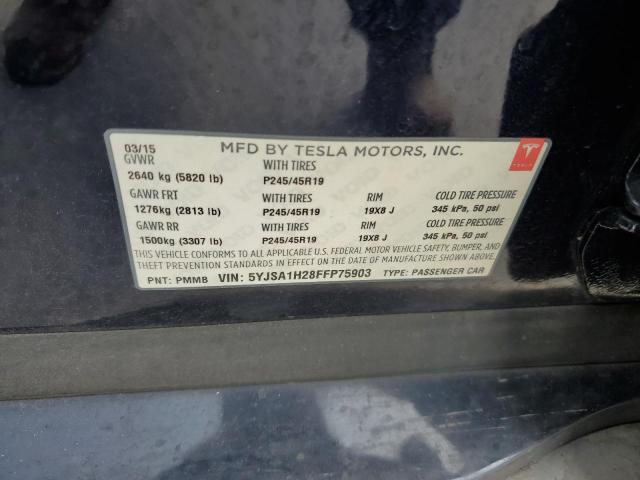 03/15 MFD BY TESLA MOTORS, INC.
GVWR WITH TIRES
2640 kg (5820 lb) P245/45R19
GAWR FRT WITH TIRES RIM COLD TIRE PRESSURE
1276kg (2813 lb) P245/45R19 19X8 J 345 kPa, 50 psi
GAWR RR WITH TIRES RIM COLD TIRE PRESSURE
1500kg (3307 lb) P245/45R19 19X8 J 345 kPa, 50 psi
THIS VEHICLE CONFORMS TO ALL APPLICABLE U.S. FEDERAL MOTOR VEHICLE SAFETY, BUMPER, AND
THEFT PREVENTION STANDARDS IN EFFECT ON THE DATE OF MANUFACTURE SHOWN ABOVE.
PNT: PMMB VIN: 5YJSA1H28FFP75903 TYPE: PASSENGER CAR
TESLA